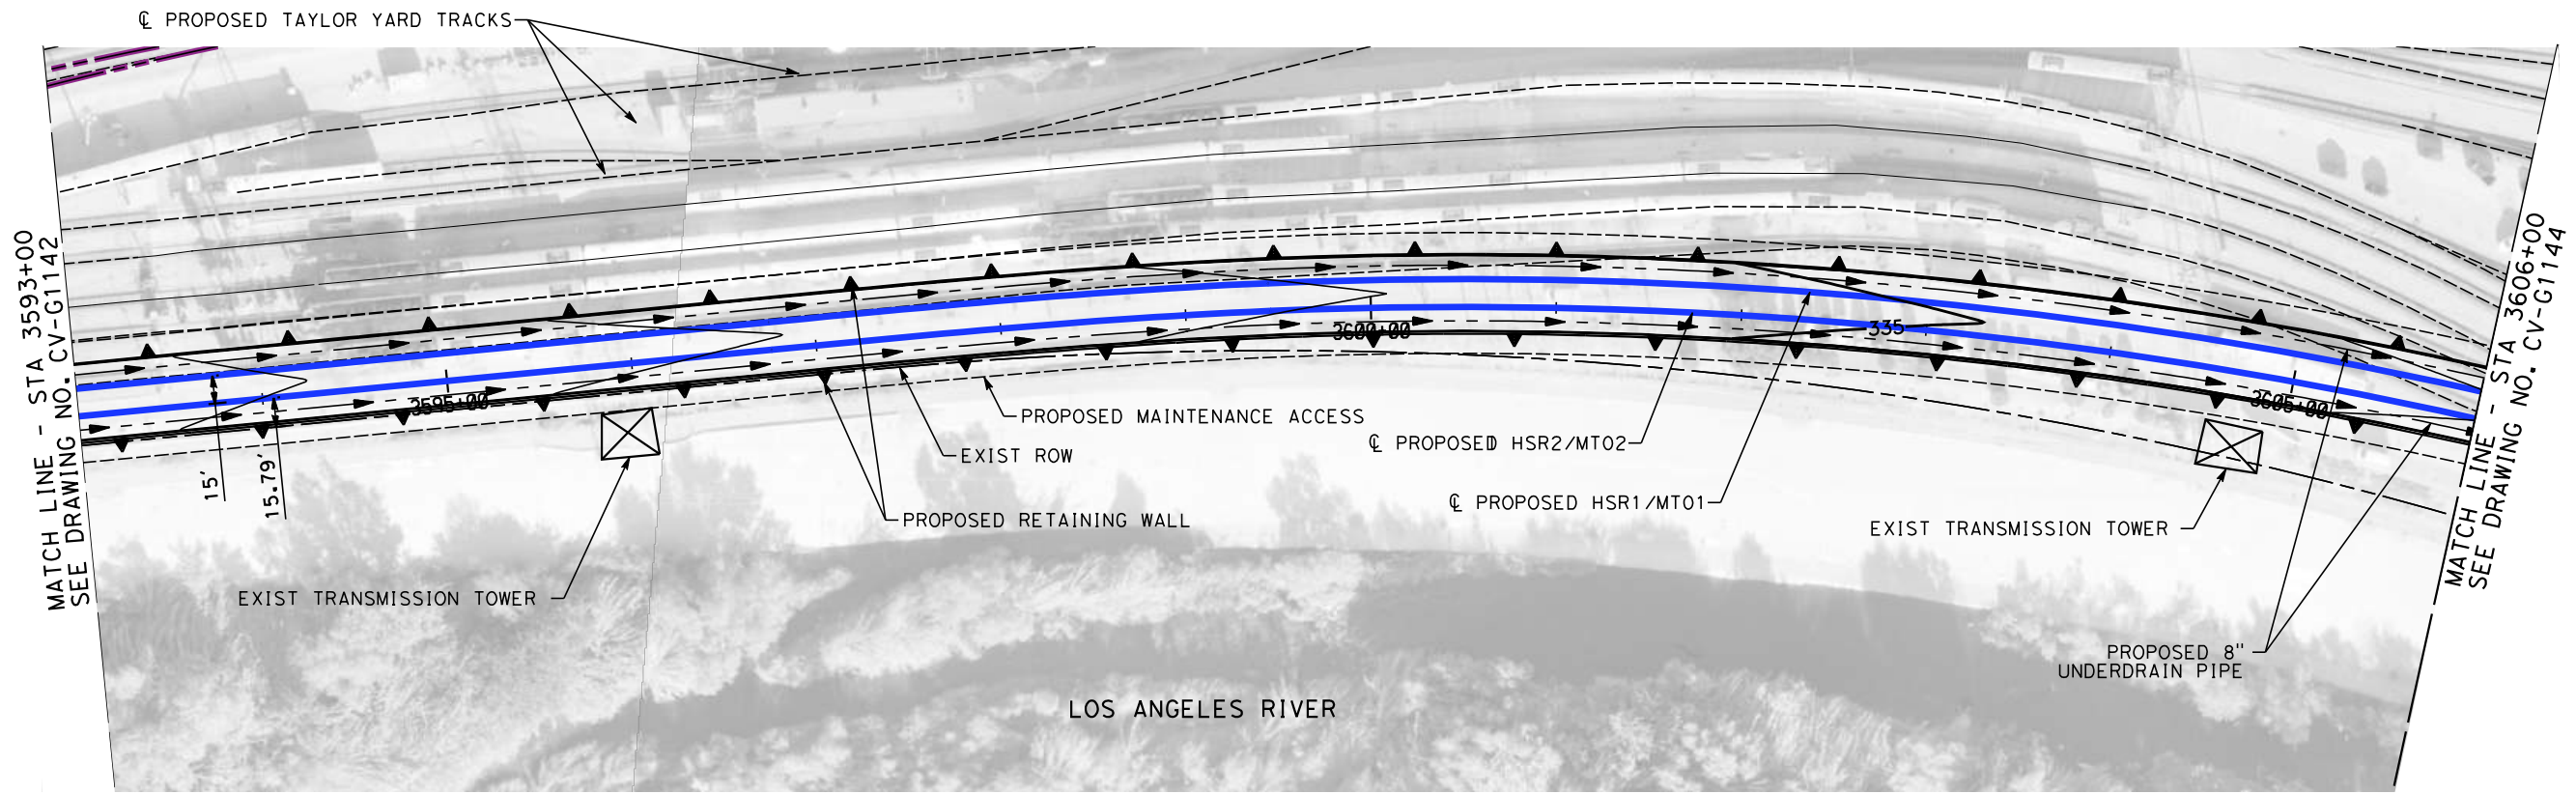 ℄ PROPOSED TAYLOR YARD TRACKS
MATCH LINE - STA 3593+00
SEE DRAWING NO. CV-G1142
15'
15.79'
3595+00
3600+00
335
3605+00
PROPOSED MAINTENANCE ACCESS
EXIST ROW
PROPOSED RETAINING WALL
℄ PROPOSED HSR2/MT02
℄ PROPOSED HSR1/MT01
EXIST TRANSMISSION TOWER
EXIST TRANSMISSION TOWER
PROPOSED 8"
UNDERDRAIN PIPE
LOS ANGELES RIVER
MATCH LINE - STA 3606+00
SEE DRAWING NO. CV-G1144